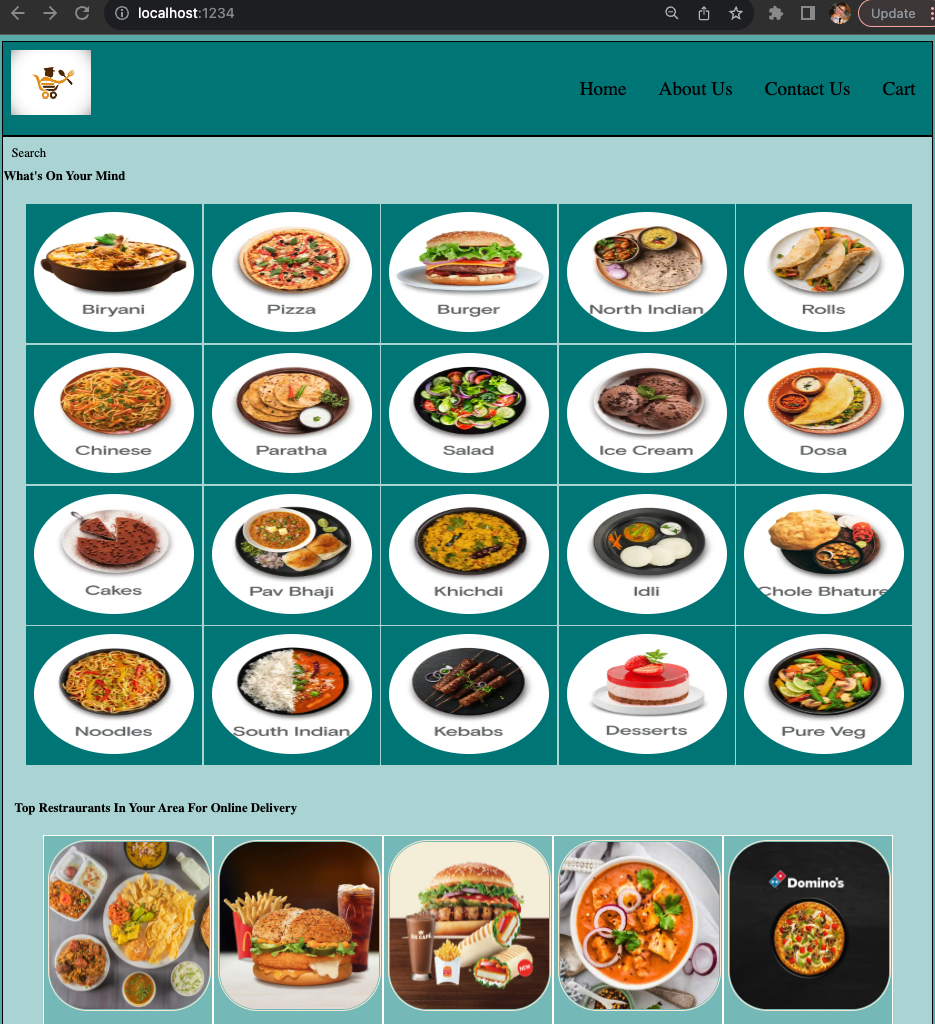 localhost:1234
Update
Home About Us Contact Us Cart
Search
What's On Your Mind
Biryani Pizza Burger North Indian Rolls
Chinese Paratha Salad Ice Cream Dosa
Cakes Pav Bhaji Khichdi Idli Chole Bhature
Noodles South Indian Kebabs Desserts Pure Veg
Top Restraurants In Your Area For Online Delivery
Domino's
NEW